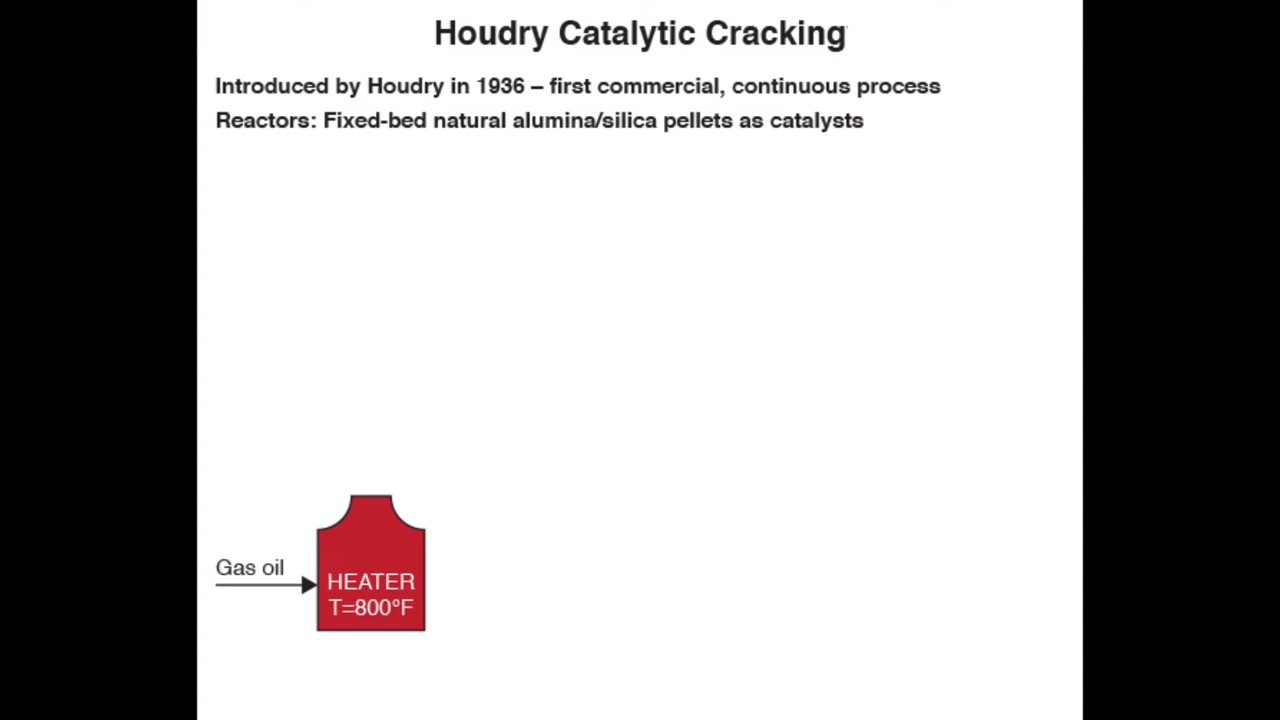 Houdry Catalytic Cracking
Introduced by Houdry in 1936 – first commercial, continuous process
Reactors: Fixed-bed natural alumina/silica pellets as catalysts
Gas oil
HEATER
T=800°F